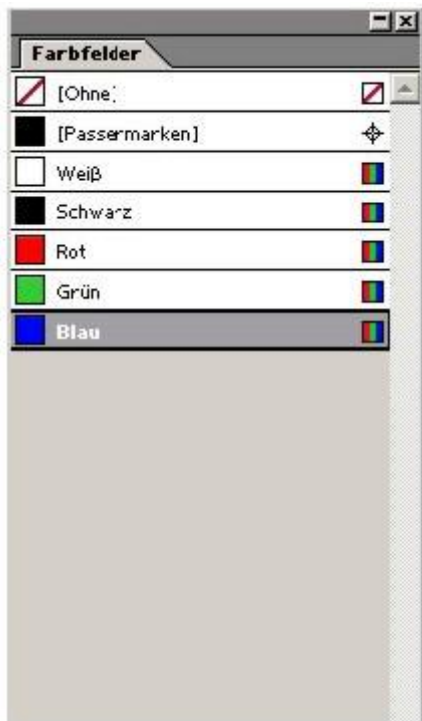 Farbfelder
[Ohne]
[Passermarken]
Weiß
Schwarz
Rot
Grün
Blau